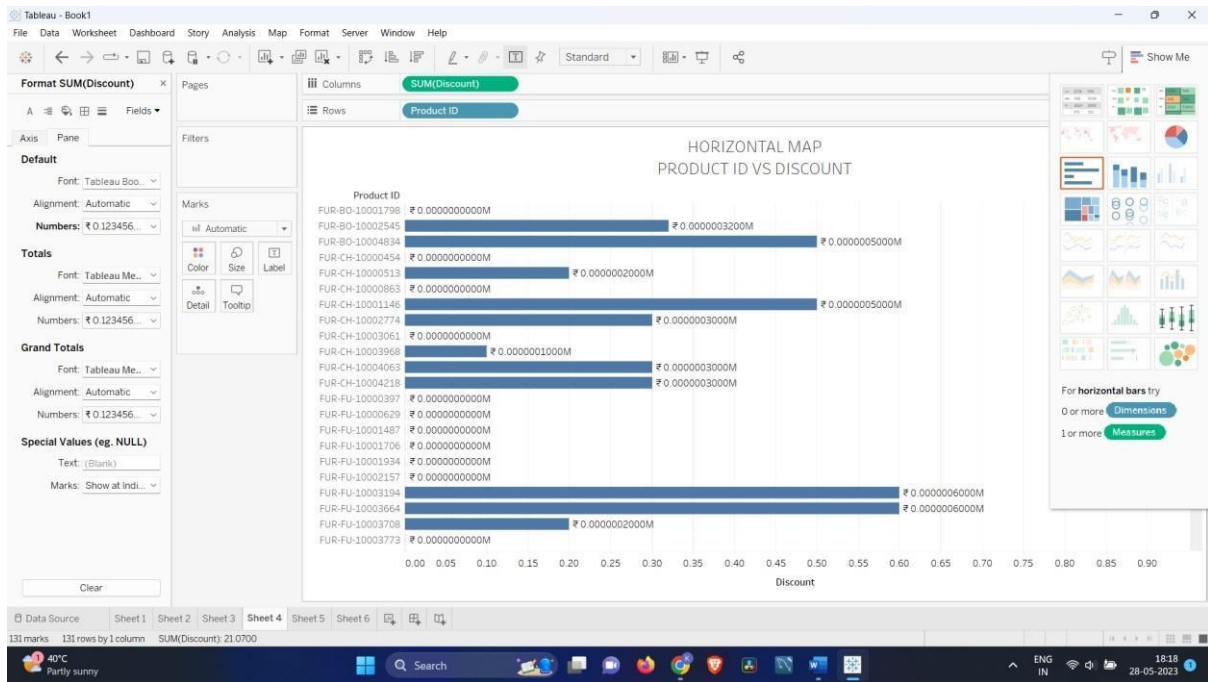 Tableau - Book1
File Data Worksheet Dashboard Story Analysis Map Format Server Window Help
Standard
Show Me
Format SUM(Discount)
Fields
Axis Pane
Default
Font: Tableau Boo...
Alignment: Automatic
Numbers: ₹ 0.123456...
Totals
Font: Tableau Me...
Alignment: Automatic
Numbers: ₹ 0.123456...
Grand Totals
Font: Tableau Me...
Alignment: Automatic
Numbers: ₹ 0.123456...
Special Values (eg. NULL)
Text: (Blank)
Marks: Show at Indi...
Clear
Pages
Filters
Marks
Automatic
Color Size Label
Detail Tooltip
Columns SUM(Discount)
Rows Product ID
HORIZONTAL MAP
PRODUCT ID VS DISCOUNT
Product ID
FUR-BO-10001798 ₹ 0.0000000000M
FUR-BO-10002545 ₹ 0.0000003200M
FUR-BO-10004834 ₹ 0.0000005000M
FUR-CH-10000454 ₹ 0.0000000000M
FUR-CH-10000513 ₹ 0.0000002000M
FUR-CH-10000863 ₹ 0.0000000000M
FUR-CH-10001146 ₹ 0.0000005000M
FUR-CH-10002774 ₹ 0.0000003000M
FUR-CH-10003061 ₹ 0.0000000000M
FUR-CH-10003968 ₹ 0.0000001000M
FUR-CH-10004063 ₹ 0.0000003000M
FUR-CH-10004218 ₹ 0.0000003000M
FUR-FU-10000397 ₹ 0.0000000000M
FUR-FU-10000629 ₹ 0.0000000000M
FUR-FU-10001487 ₹ 0.0000000000M
FUR-FU-10001706 ₹ 0.0000000000M
FUR-FU-10001934 ₹ 0.0000000000M
FUR-FU-10002157 ₹ 0.0000000000M
FUR-FU-10003194 ₹ 0.0000006000M
FUR-FU-10003664 ₹ 0.0000006000M
FUR-FU-10003708 ₹ 0.0000002000M
FUR-FU-10003773 ₹ 0.0000000000M
0.00 0.05 0.10 0.15 0.20 0.25 0.30 0.35 0.40 0.45 0.50 0.55 0.60 0.65 0.70 0.75 0.80 0.85 0.90
Discount
For horizontal bars try
0 or more Dimensions
1 or more Measures
Data Source Sheet 1 Sheet 2 Sheet 3 Sheet 4 Sheet 5 Sheet 6
131 marks 131 rows by 1 column SUM(Discount): 21.0700
1
40°C
Partly sunny
Search
ENG
IN
18:18
28-05-2023
1